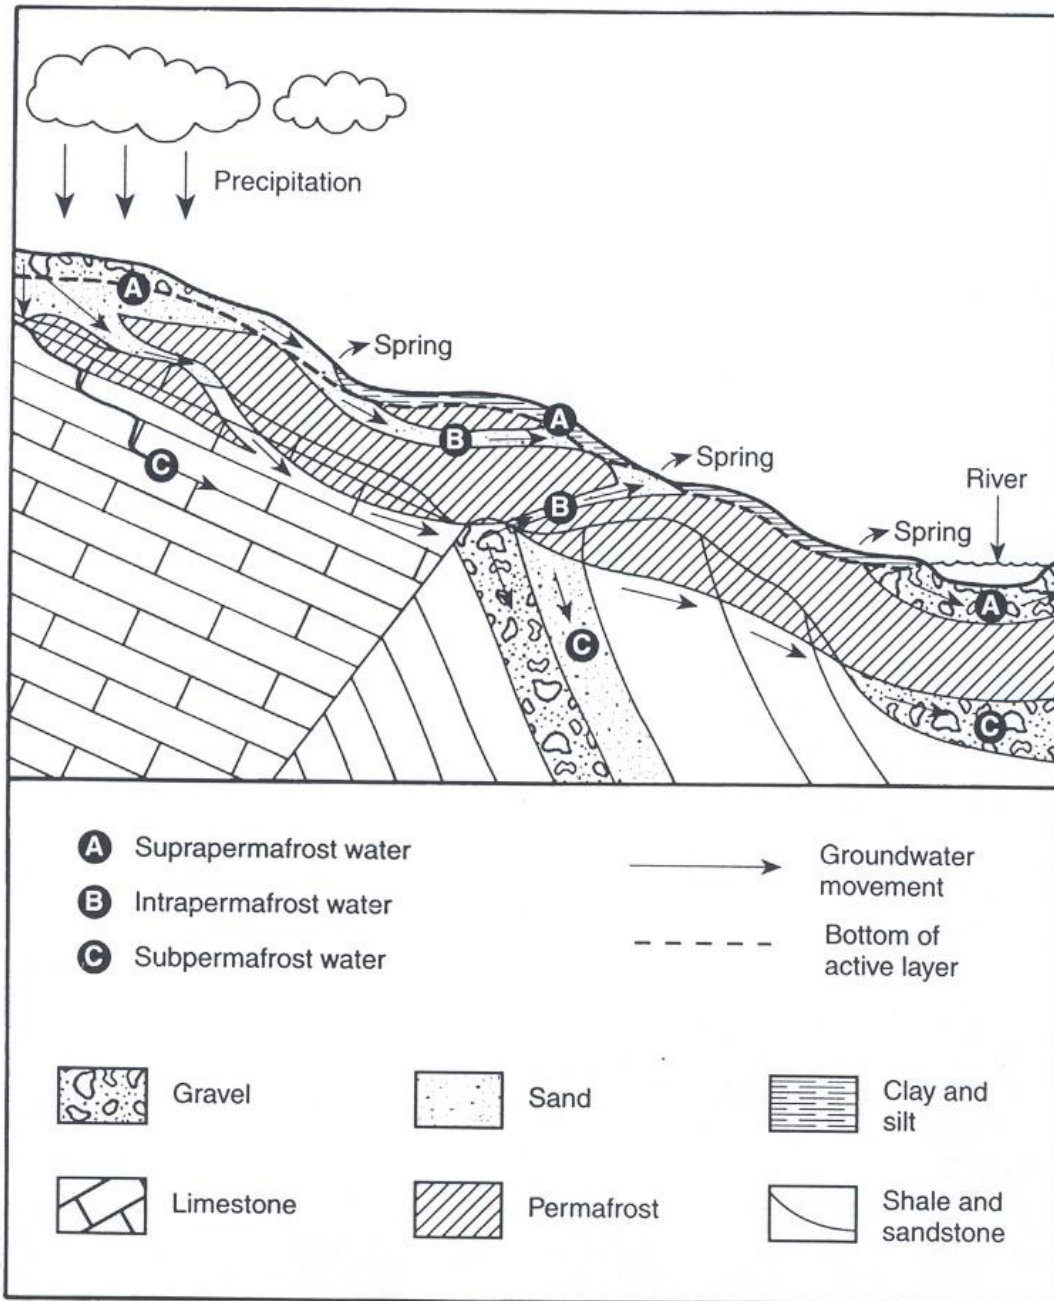 Precipitation
A
Spring
A
B
Spring
C
B
River
Spring
A
C
C
A Suprapermafrost water
B Intrapermafrost water
C Subpermafrost water
Groundwater
movement
Bottom of
active layer
Gravel
Sand
Clay and
silt
Limestone
Permafrost
Shale and
sandstone